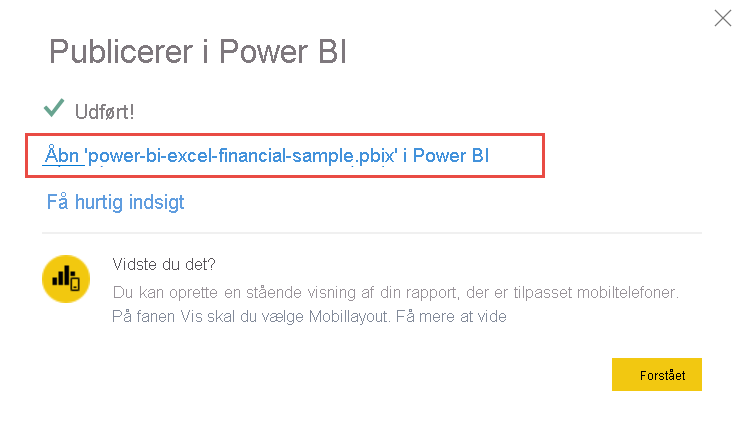 Publicerer i Power BI
Udført!
Åbn 'power-bi-excel-financial-sample.pbix' i Power BI
Få hurtig indsigt
Vidste du det?
Du kan oprette en stående visning af din rapport, der er tilpasset mobiltelefoner.
På fanen Vis skal du vælge Mobillayout. Få mere at vide
Forstået